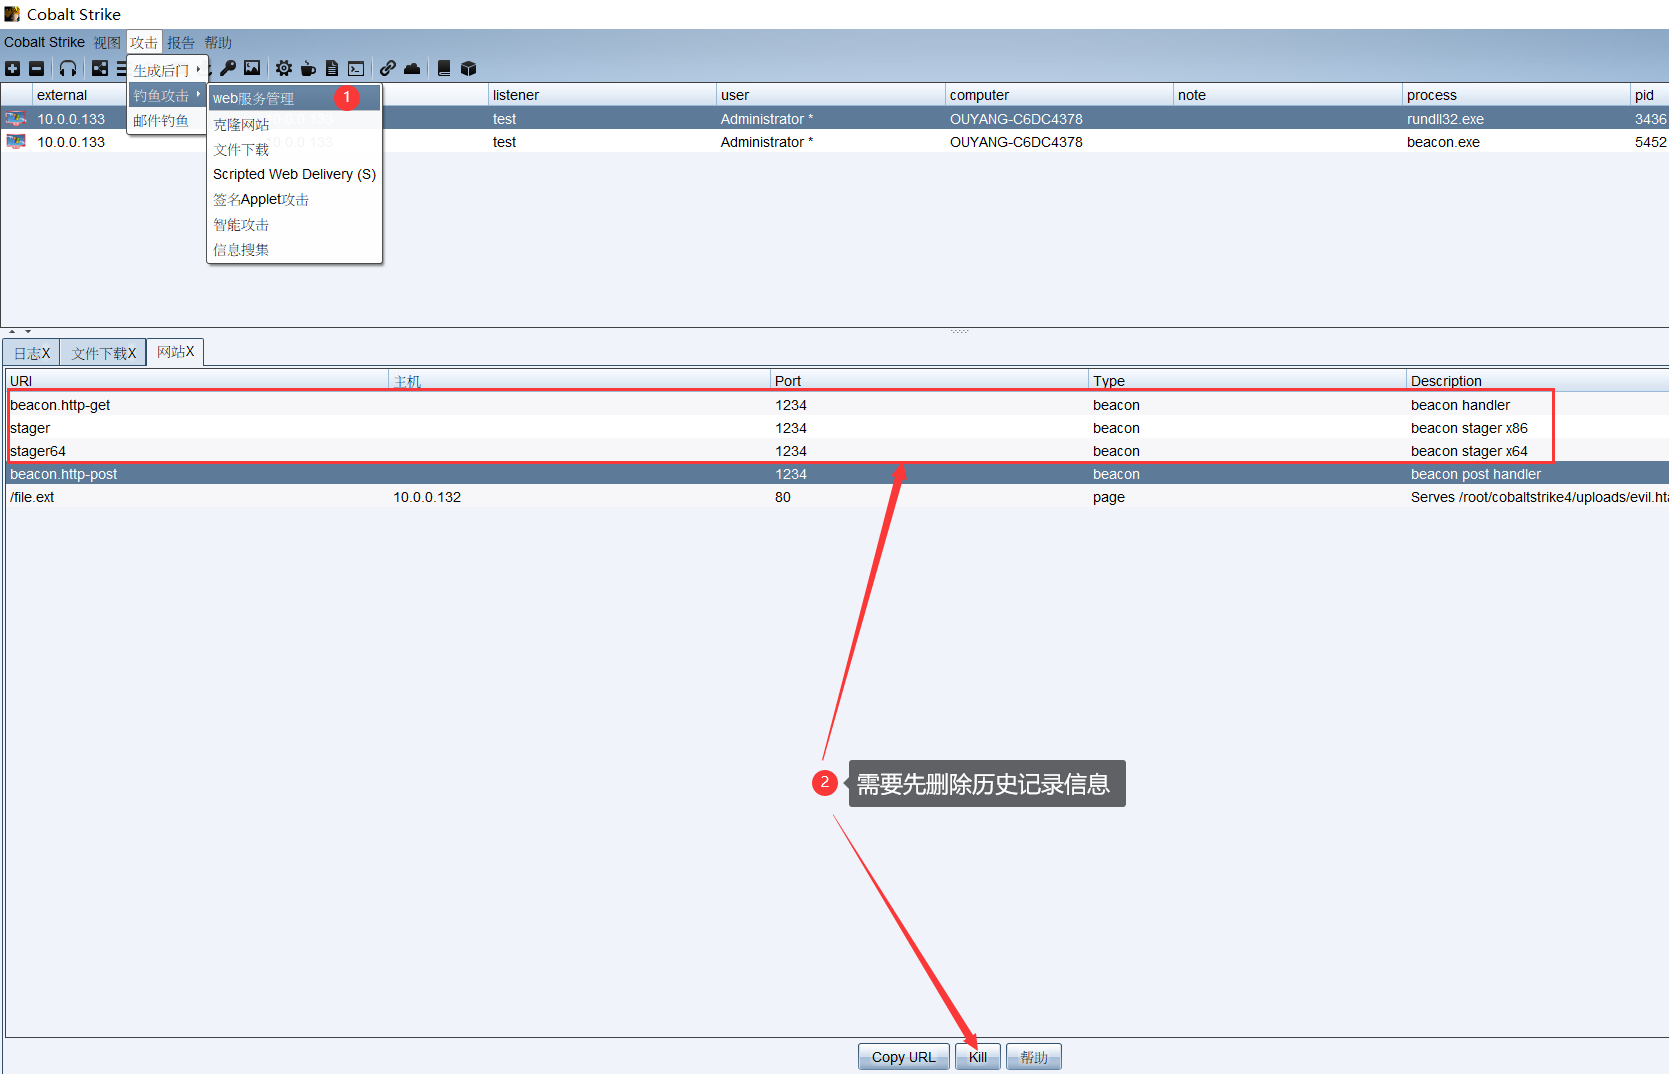 Cobalt Strike
Cobalt Strike 视图 攻击 报告 帮助
生成后门
钓鱼攻击
邮件钓鱼
web服务管理 1
克隆网站
文件下载
Scripted Web Delivery (S)
签名Applet攻击
智能攻击
信息搜集
external listener user computer note process pid
10.0.0.133 test Administrator * OUYANG-C6DC4378 rundll32.exe 3436
10.0.0.133 test Administrator * OUYANG-C6DC4378 beacon.exe 5452
日志X 文件下载X 网站X
URI 主机 Port Type Description
beacon.http-get 1234 beacon beacon handler
stager 1234 beacon beacon stager x86
stager64 1234 beacon beacon stager x64
beacon.http-post 1234 beacon beacon post handler
/file.ext 10.0.0.132 80 page Serves /root/cobaltstrike4/uploads/evil.hta
2 需要先删除历史记录信息
Copy URL Kill 帮助